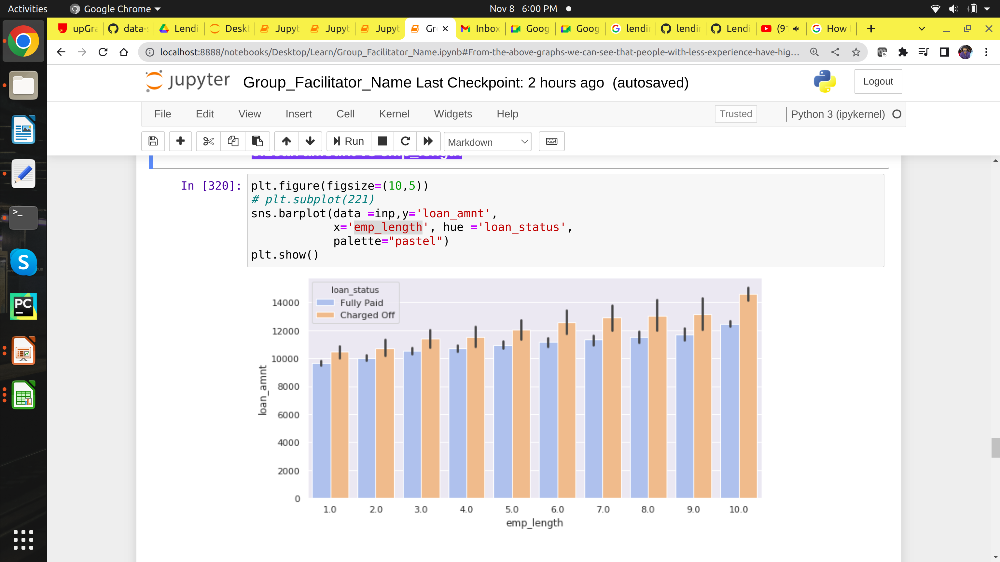 Activities Google Chrome Nov 8 6:00 PM
upGra data-s Lendi Deskt Jupyt Jupyt Jupyt Gr Inbox Goog Goog lendin lendin Lendi (91 How
localhost:8888/notebooks/Desktop/Learn/Group_Facilitator_Name.ipynb#From-the-above-graphs-we-can-see-that-people-with-less-experience-have-hig...
jupyter Group_Facilitator_Name Last Checkpoint: 2 hours ago (autosaved) Logout
File Edit View Insert Cell Kernel Widgets Help Trusted Python 3 (ipykernel)
Run Markdown
In [320]: plt.figure(figsize=(10,5))
# plt.subplot(221)
sns.barplot(data =inp,y='loan_amnt',
x='emp_length', hue ='loan_status',
palette="pastel")
plt.show()
loan_status
Fully Paid
Charged Off
14000
12000
10000
8000
6000
4000
2000
0
loan_amnt
1.0 2.0 3.0 4.0 5.0 6.0 7.0 8.0 9.0 10.0
emp_length
>_
S
PC